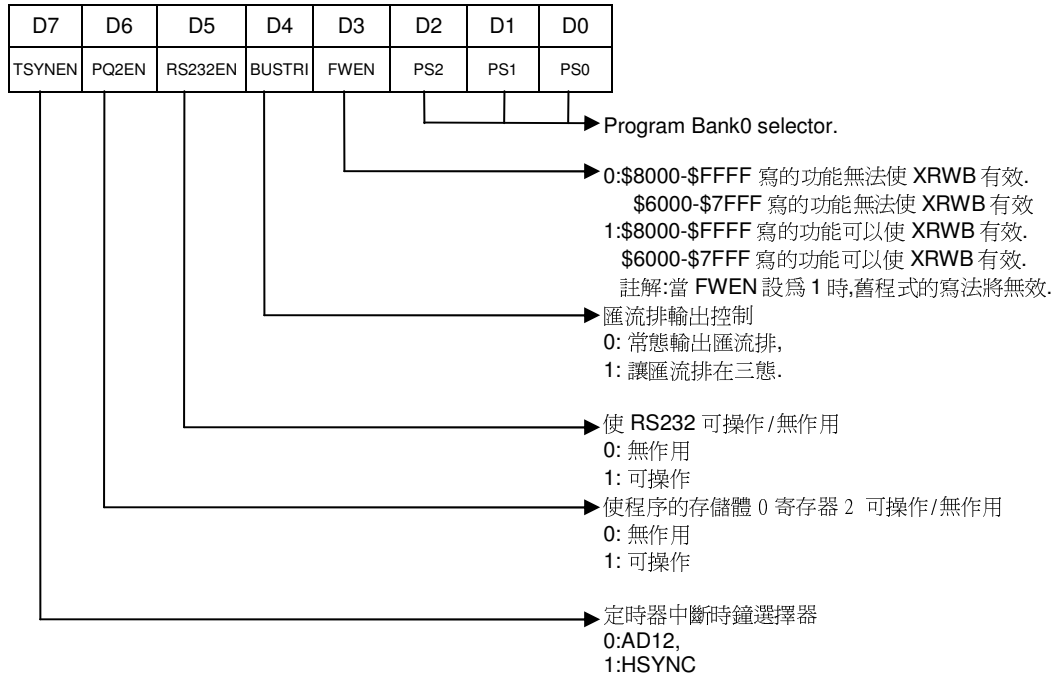 D7 D6 D5 D4 D3 D2 D1 D0
TSYNEN PQ2EN RS232EN BUSTRI FWEN PS2 PS1 PS0
Program Bank0 selector.
0:$8000-$FFFF 寫的功能無法使 XRWB 有效.
$6000-$7FFF 寫的功能無法使 XRWB 有效
1:$8000-$FFFF 寫的功能可以使 XRWB 有效.
$6000-$7FFF 寫的功能可以使 XRWB 有效.
註解:當 FWEN 設爲 1 時,舊程式的寫法將無效.
匯流排輸出控制
0: 常態輸出匯流排,
1: 讓匯流排在三態.
使 RS232 可操作/無作用
0: 無作用
1: 可操作
使程序的存儲體 0 寄存器 2 可操作/無作用
0: 無作用
1: 可操作
定時器中斷時鐘選擇器
0:AD12,
1:HSYNC